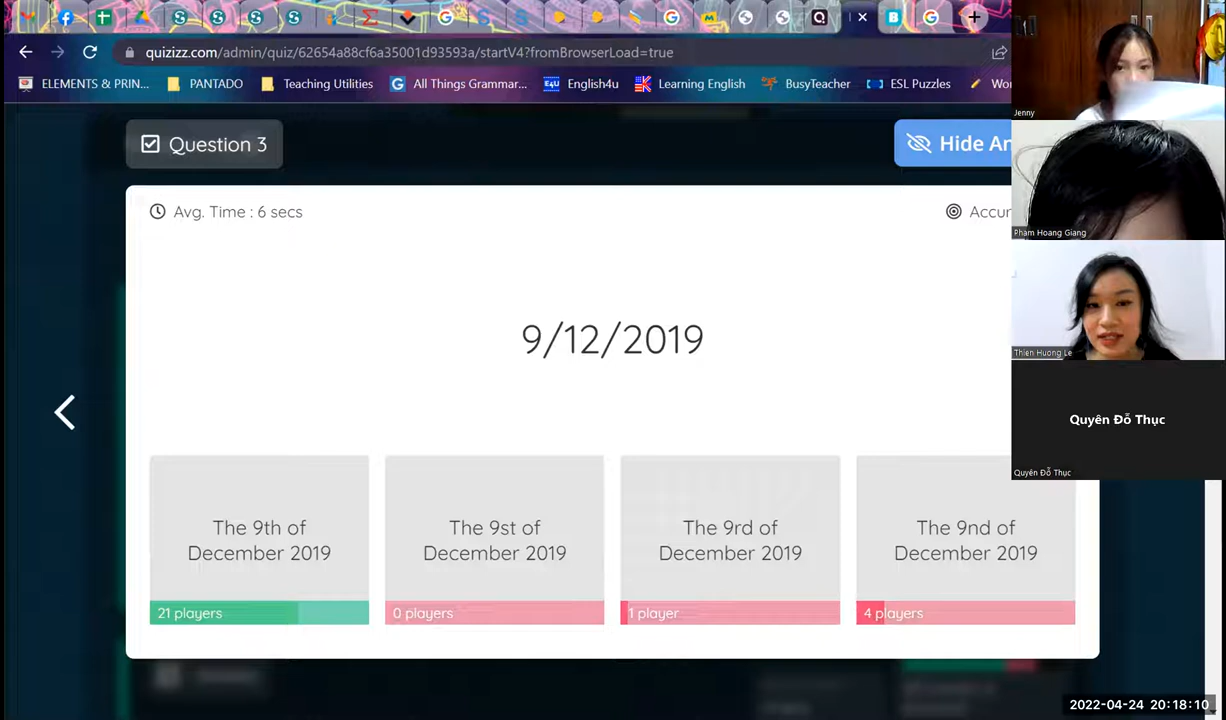 quizizz.com/admin/quiz/62654a88cf6a35001d93593a/startV4?fromBrowserLoad=true
ELEMENTS & PRIN... PANTADO Teaching Utilities All Things Grammar... English4u Learning English BusyTeacher ESL Puzzles Wo
Question 3
Hide An
Avg. Time : 6 secs
Accur
9/12/2019
The 9th of
December 2019
21 players
The 9st of
December 2019
0 players
The 9rd of
December 2019
1 player
The 9nd of
December 2019
4 players
Jenny
Pham Hoang Giang
Thien Huong Le
Quyên Đỗ Thục
Quyên Đỗ Thục
2022-04-24 20:18:10